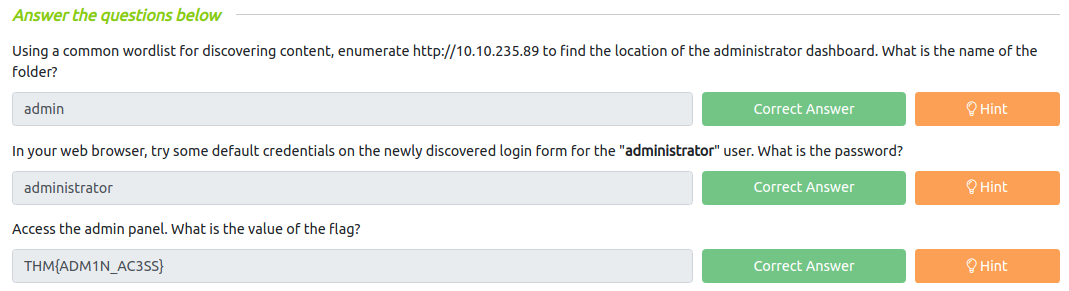 Answer the questions below
Using a common wordlist for discovering content, enumerate http://10.10.235.89 to find the location of the administrator dashboard. What is the name of the
folder?
admin
Correct Answer
Hint
In your web browser, try some default credentials on the newly discovered login form for the "administrator" user. What is the password?
administrator
Correct Answer
Hint
Access the admin panel. What is the value of the flag?
THM{ADM1N_AC3SS}
Correct Answer
Hint